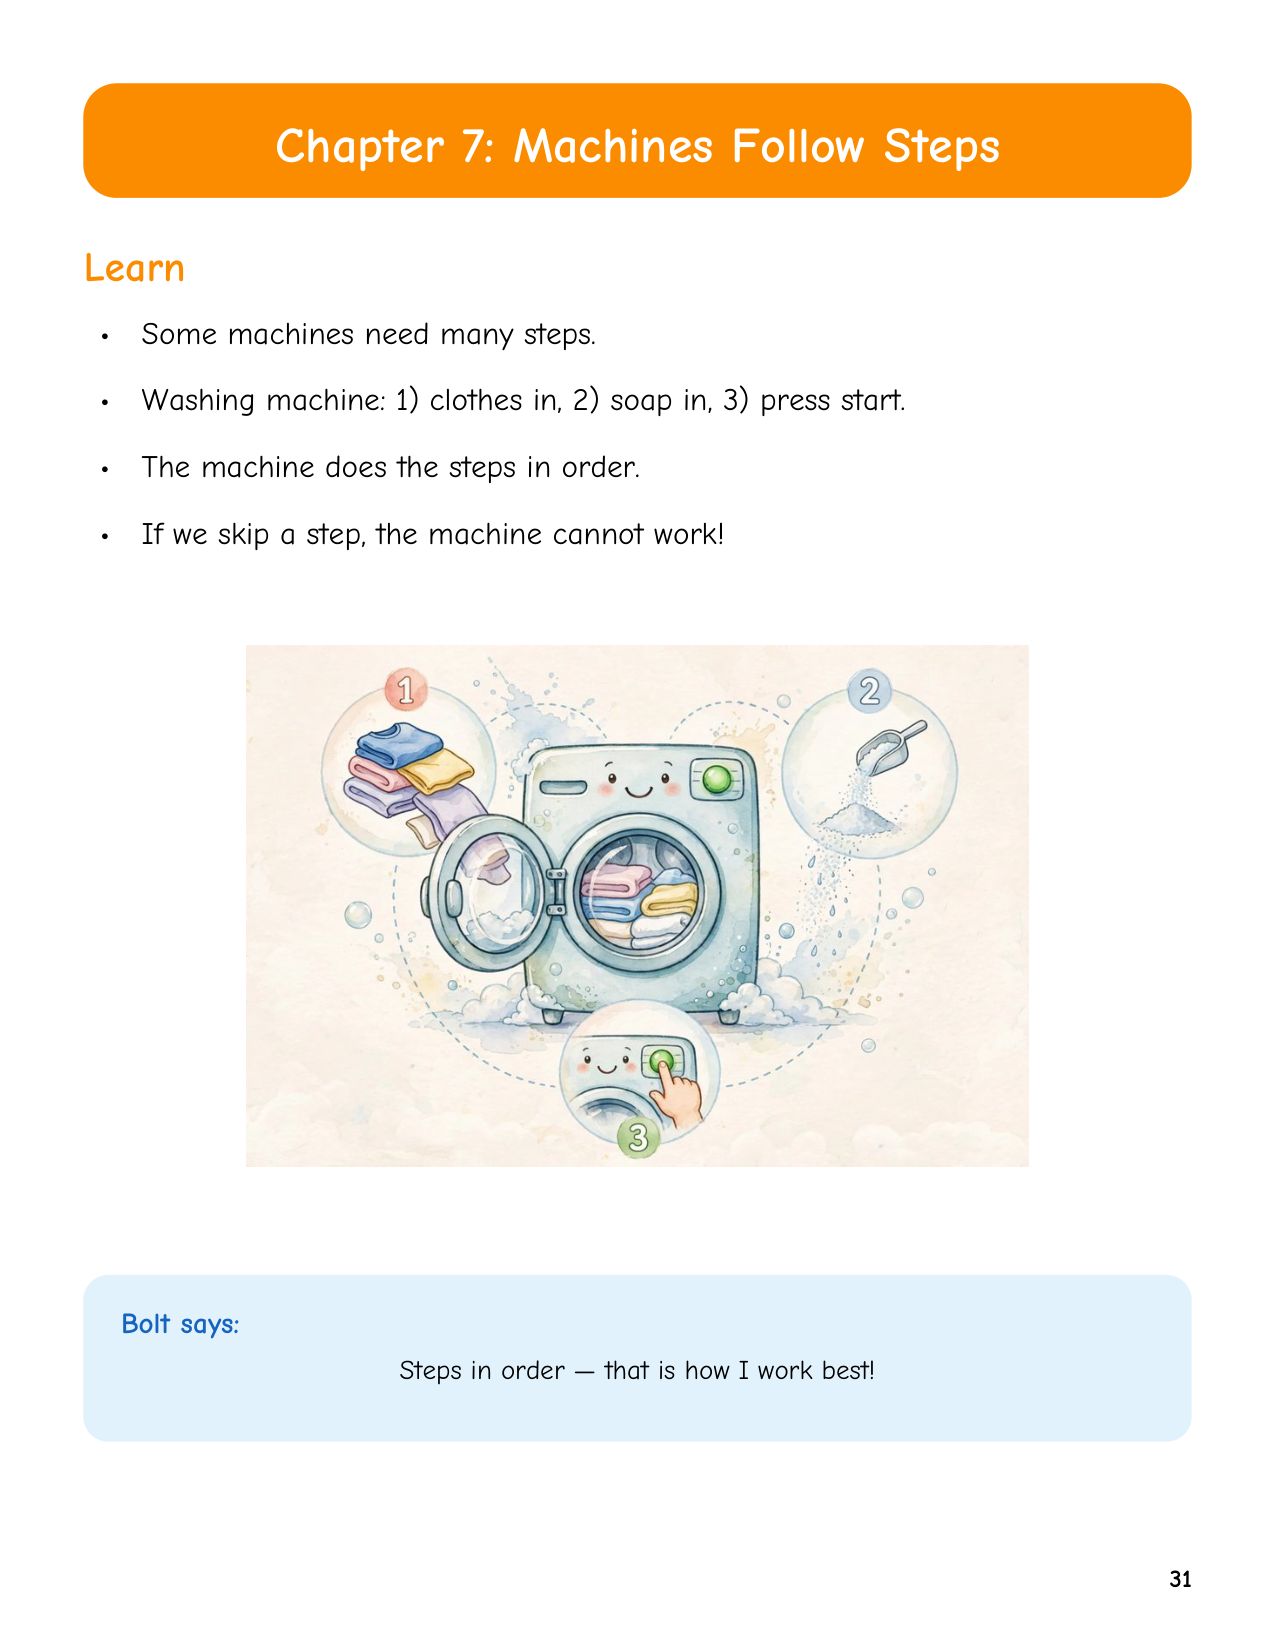 Chapter 7: Machines Follow Steps
Learn
• Some machines need many steps.
• Washing machine: 1) clothes in, 2) soap in, 3) press start.
• The machine does the steps in order.
• If we skip a step, the machine cannot work!
1
2
3
Bolt says:
Steps in order — that is how I work best!
31